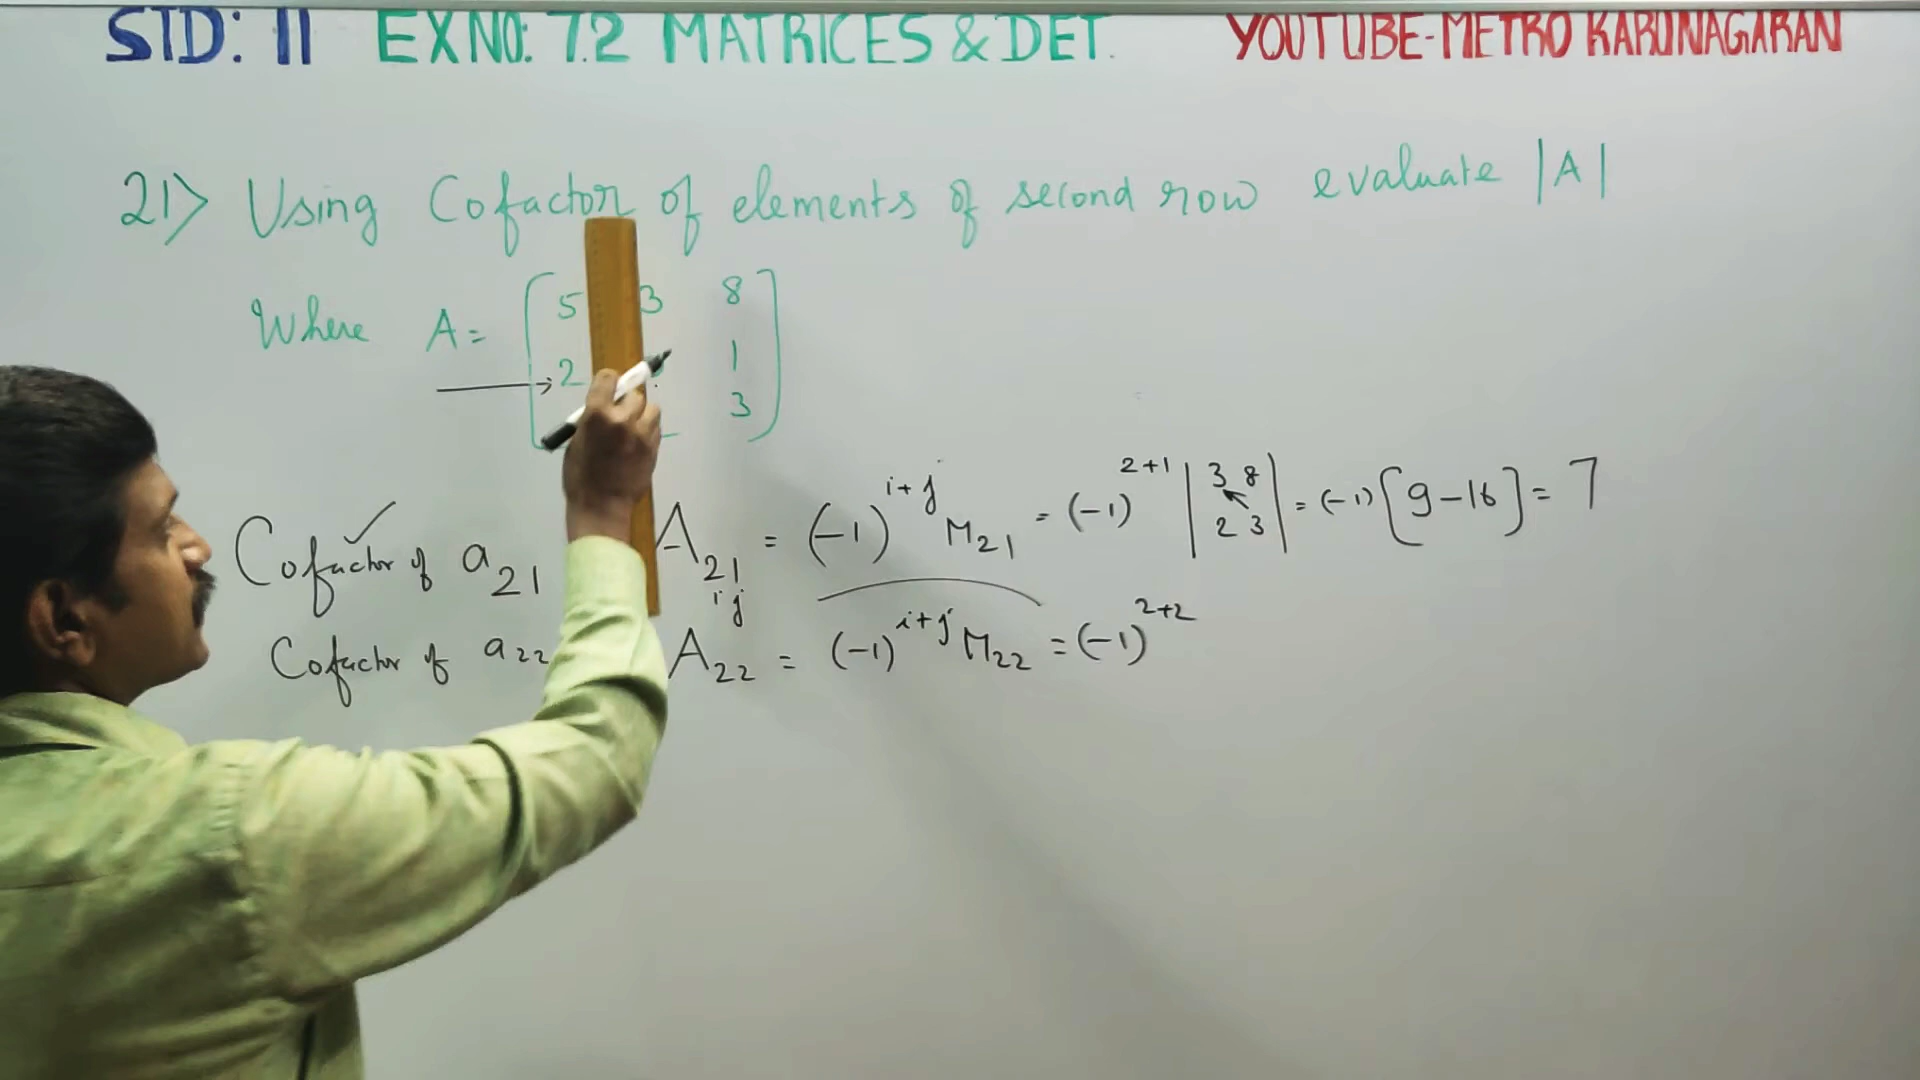 STD: 11 EX NO: 7.2 MATRICES & DET. YOUTUBE-METRO KARUNAGARAN
21) Using Cofactor of elements of second row evaluate |A|
Where A = [5 3 8
2 1
3]
Cofactor of a21 A21 = (-1)^i+j M21 = (-1)^2+1 |3 8
2 3| = (-1) [9-16] = 7
i j
Cofactor of a22 A22 = (-1)^i+j M22 = (-1)^2+2